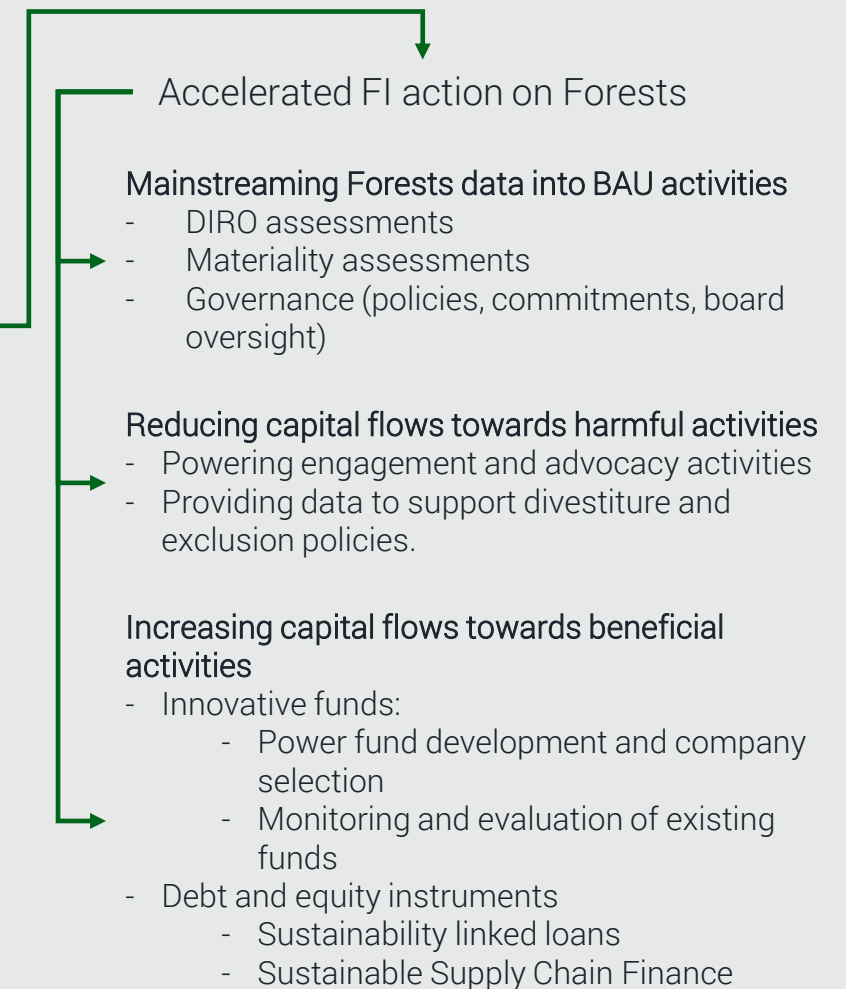 Accelerated FI action on Forests
Mainstreaming Forests data into BAU activities
- DIRO assessments
- Materiality assessments
- Governance (policies, commitments, board
oversight)
Reducing capital flows towards harmful activities
- Powering engagement and advocacy activities
- Providing data to support divestiture and
exclusion policies.
Increasing capital flows towards beneficial
activities
- Innovative funds:
- Power fund development and company
selection
- Monitoring and evaluation of existing
funds
- Debt and equity instruments
- Sustainability linked loans
- Sustainable Supply Chain Finance